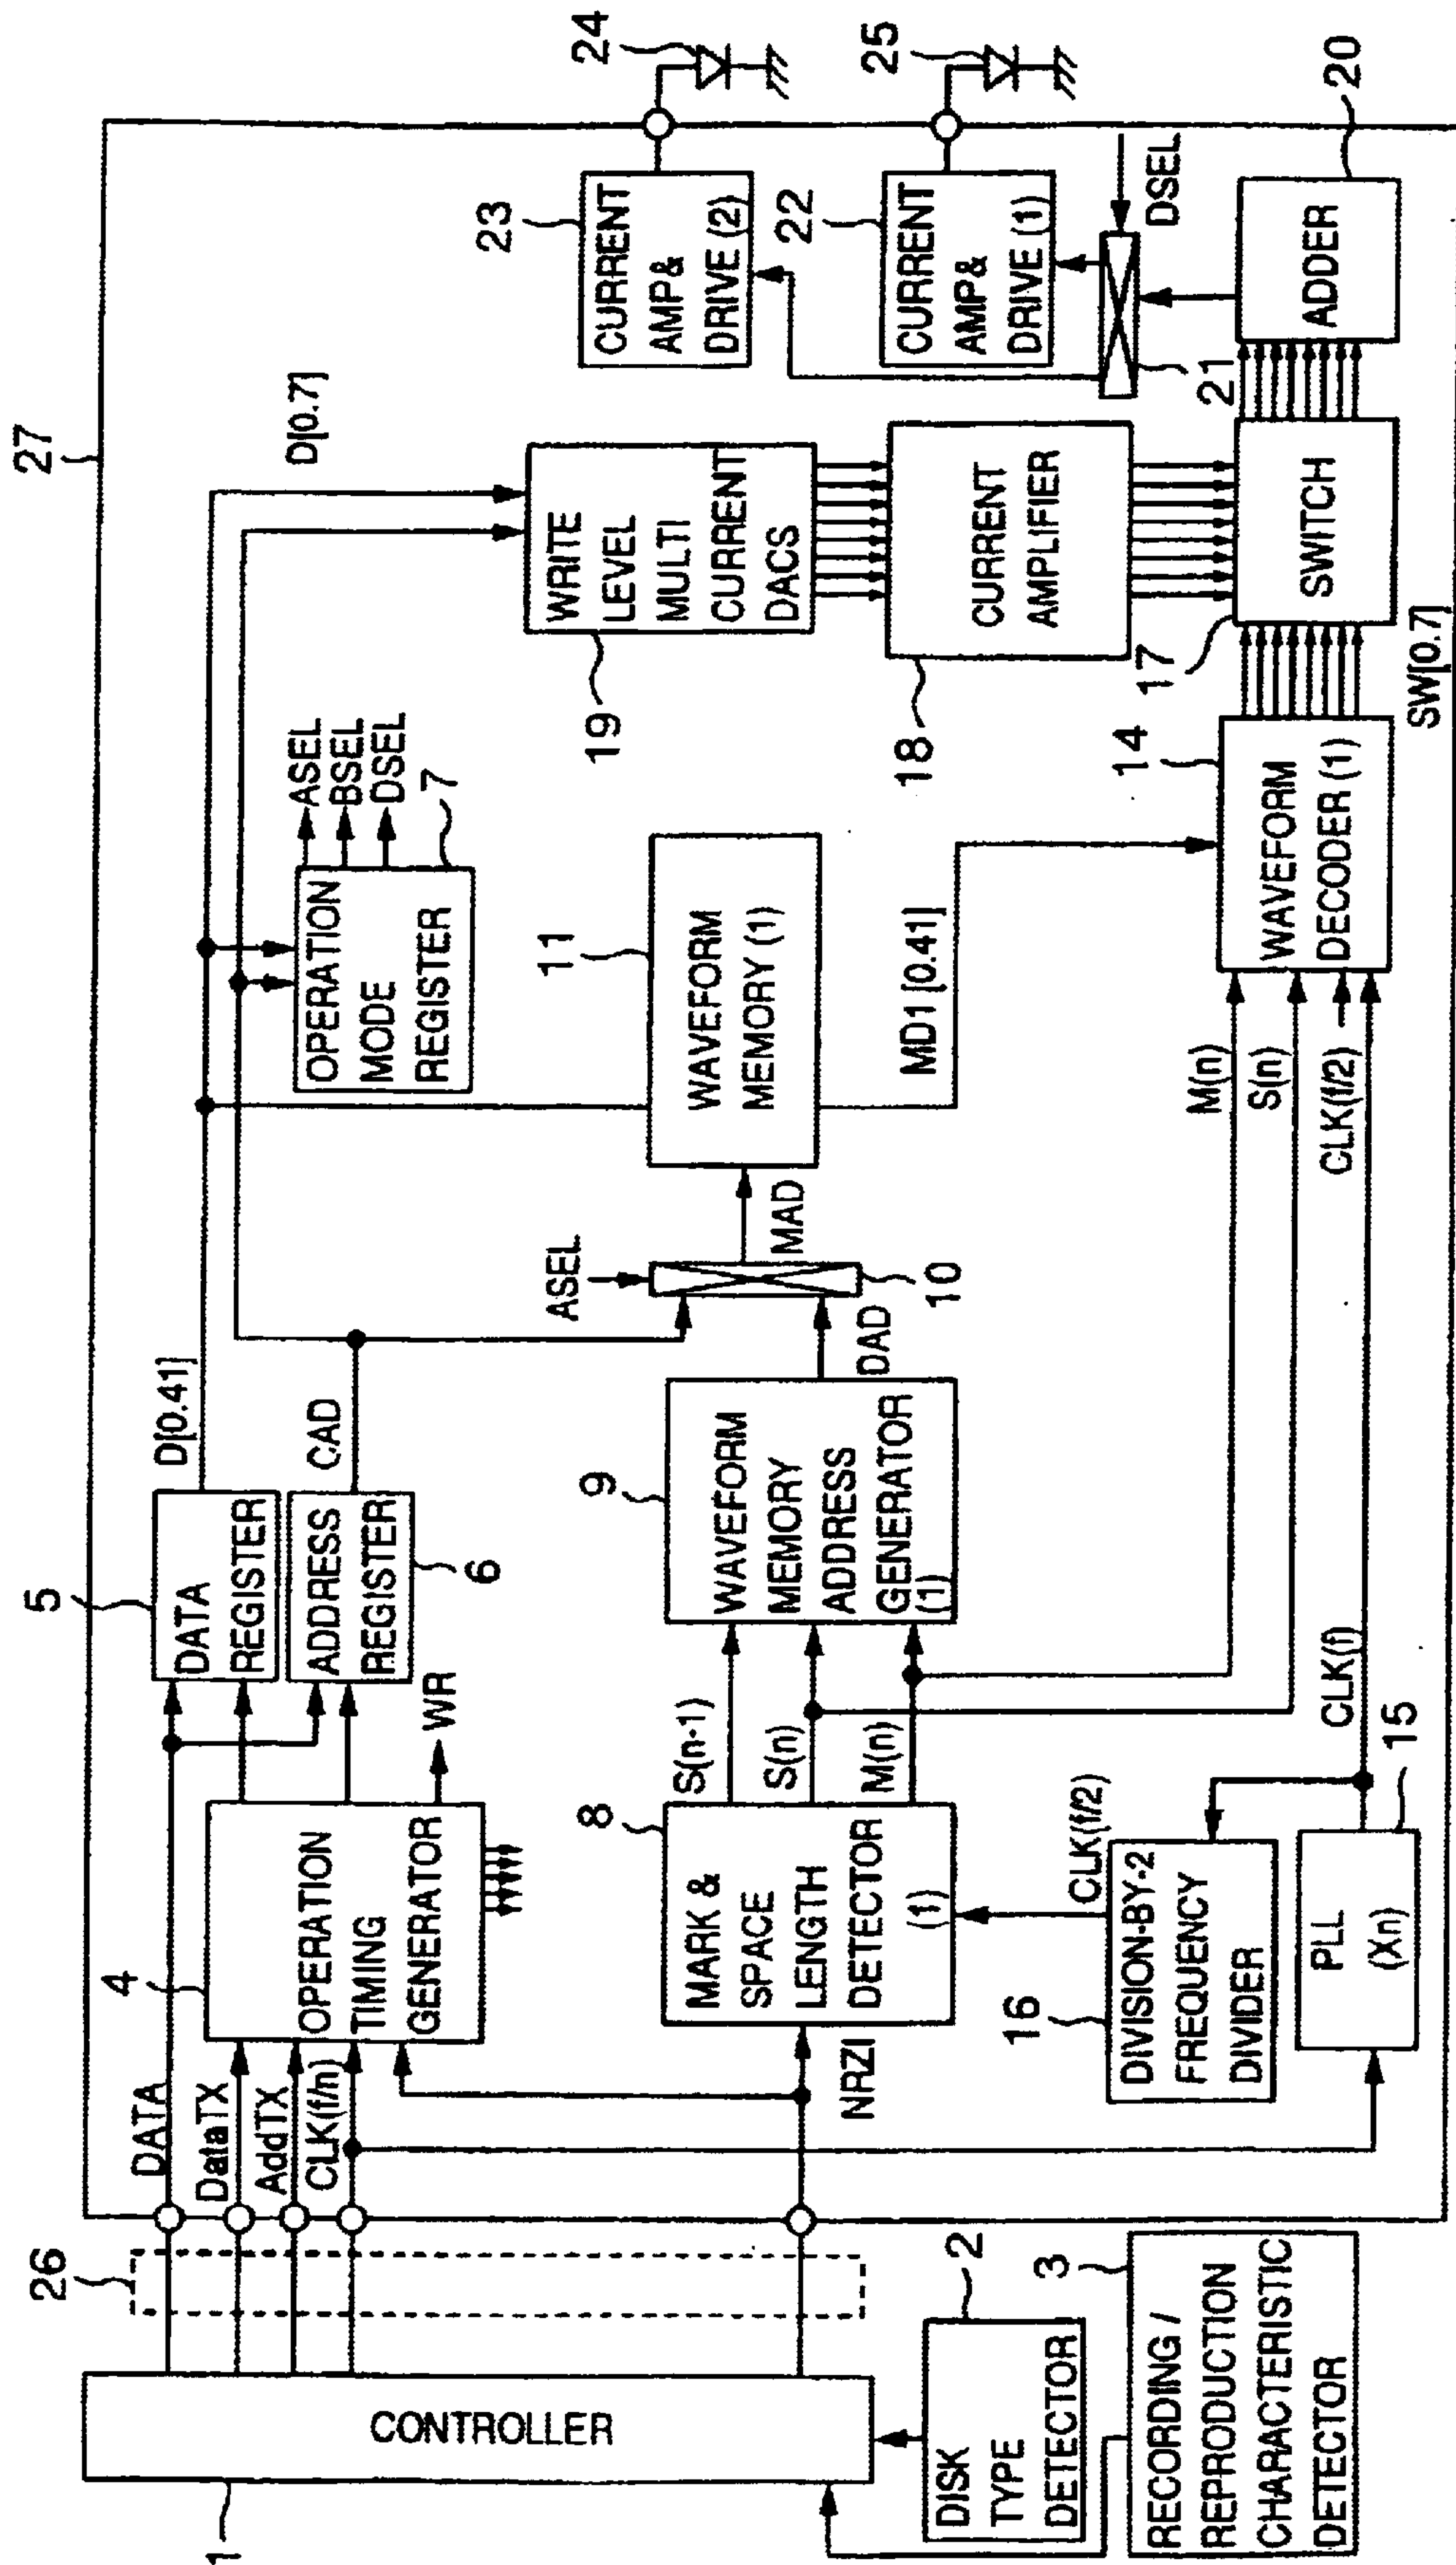 27
1
CONTROLLER
26
DATA
DataTX
AddTX
CLK(f/n)
NRZI
2
DISK
TYPE
DETECTOR
3
RECORDING /
REPRODUCTION
CHARACTERISTIC
DETECTOR
4
OPERATION
TIMING
GENERATOR
WR
5
DATA
REGISTER
D[0.41]
ADDRESS
REGISTER
6
CAD
OPERATION
MODE
REGISTER
7
ASEL
BSEL
DSEL
D[0.7]
8
MARK &
SPACE
LENGTH
DETECTOR
(1)
S(n-1)
S(n)
M(n)
9
WAVEFORM
MEMORY
ADDRESS
GENERATOR
(1)
DAD
ASEL
10
MAD
11
WAVEFORM
MEMORY (1)
MD1 [0.41]
WRITE
LEVEL
MULTI
CURRENT
DACS
19
CURRENT
AMPLIFIER
18
23
CURRENT
AMP&
DRIVE (2)
24
22
CURRENT
AMP&
DRIVE (1)
25
DSEL
21
ADDER
20
17
SWITCH
SW[0.7]
14
WAVEFORM
DECODER (1)
M(n)
S(n)
CLK(f/2)
CLK(f)
CLK(f/2)
16
DIVISION-BY-2
FREQUENCY
DIVIDER
15
PLL
(Xn)